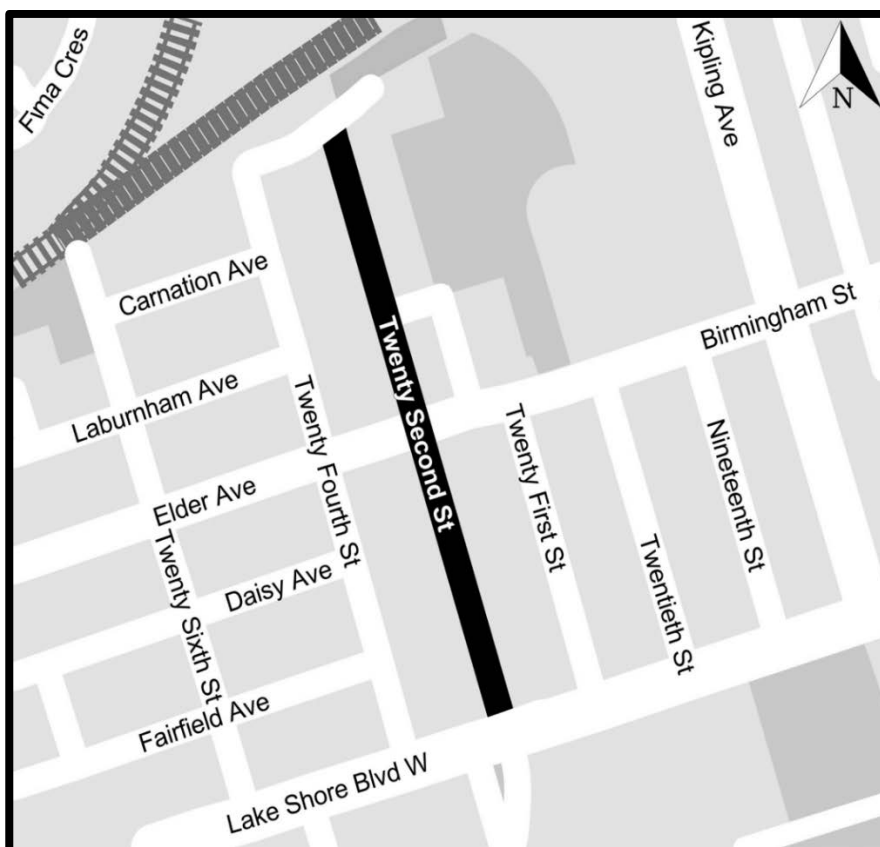 Fima Cres
Kipling Ave
N
Carnation Ave
Birmingham St
Laburnham Ave
Twenty Second St
Twenty Fourth St
Twenty First St
Nineteenth St
Elder Ave
Twenty Sixth St
Daisy Ave
Twentieth St
Fairfield Ave
Lake Shore Blvd W